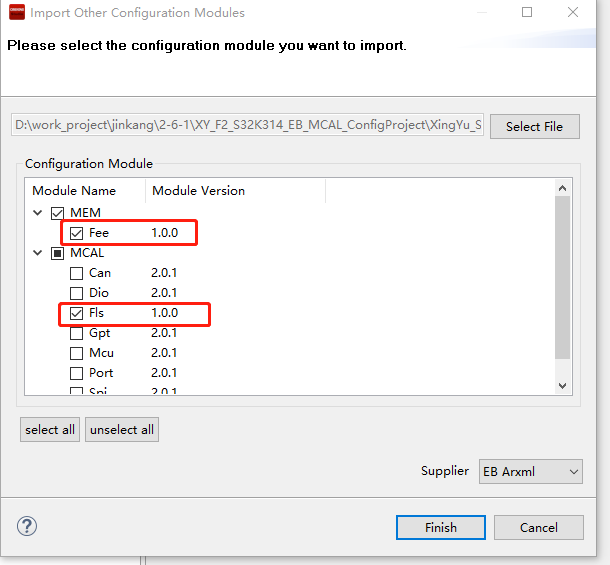 Import Other Configuration Modules
Please select the configuration module you want to import.
D:\work_project\jinkang\2-6-1\XY_F2_S32K314_EB_MCAL_ConfigProject\XingYu_S
Select File
Configuration Module
Module Name Module Version
MEM
Fee 1.0.0
MCAL
Can 2.0.1
Dio 2.0.1
Fls 1.0.0
Gpt 2.0.1
Mcu 2.0.1
Port 2.0.1
Spi 2.0.1
select all unselect all
Supplier EB Arxml
? Finish Cancel